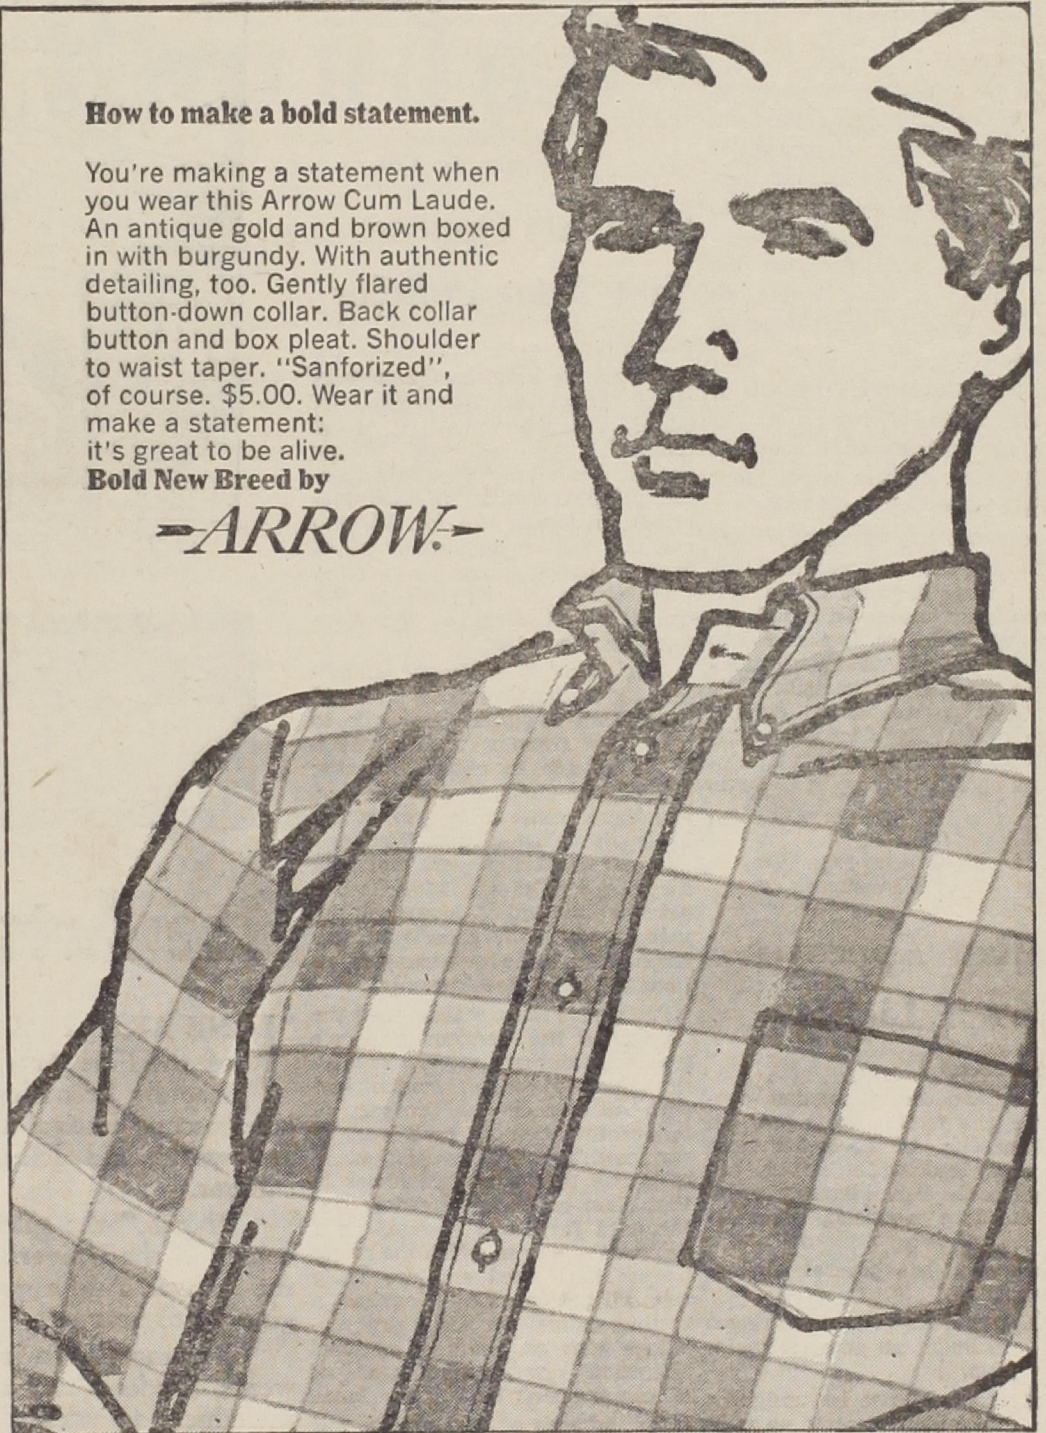 How to make a bold statement.
You're making a statement when
you wear this Arrow Cum Laude.
An antique gold and brown boxed
in with burgundy. With authentic
detailing, too. Gently flared
button-down collar. Back collar
button and box pleat. Shoulder
to waist taper. "Sanforized",
of course. $5.00. Wear it and
make a statement:
it's great to be alive.
Bold New Breed by
ARROW.